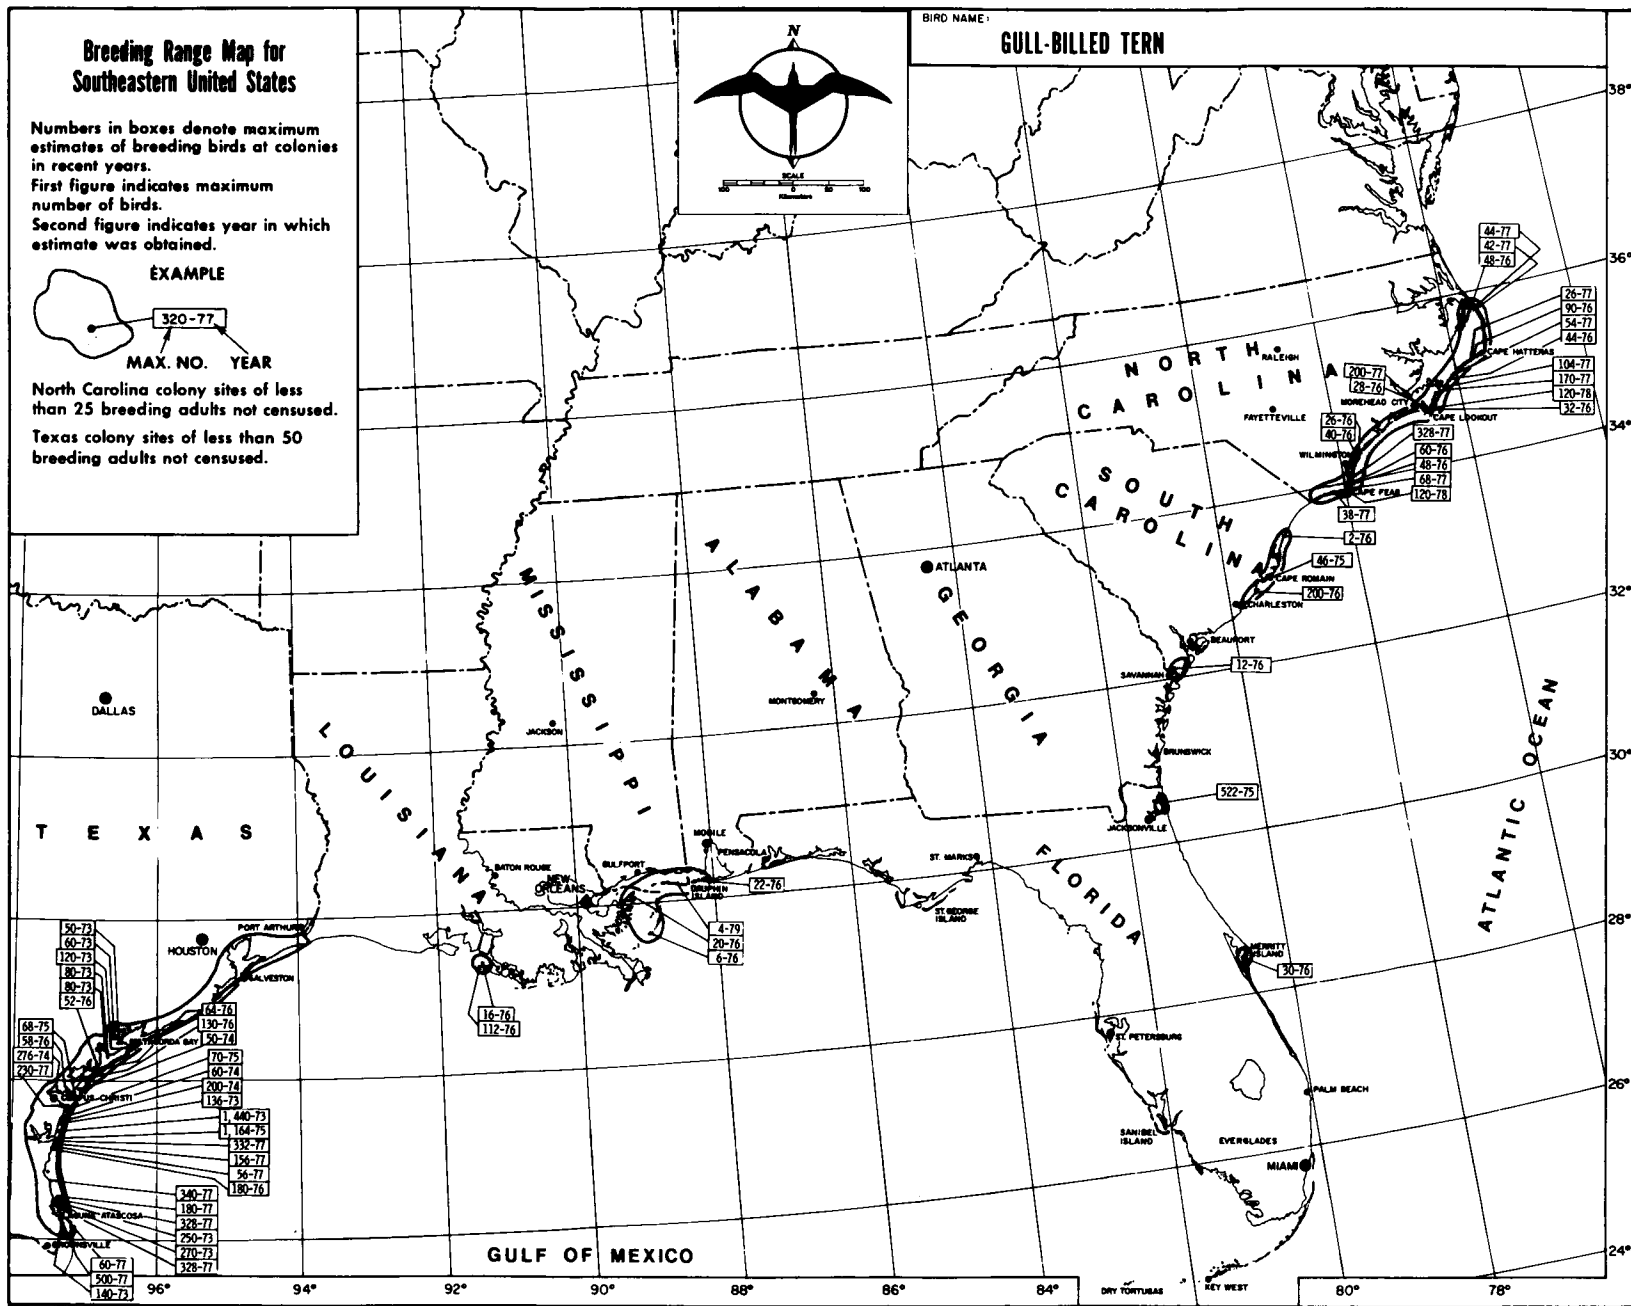 Breeding Range Map for
Southeastern United States
Numbers in boxes denote maximum
estimates of breeding birds at colonies
in recent years.
First figure indicates maximum
number of birds.
Second figure indicates year in which
estimate was obtained.
EXAMPLE
320-77
MAX. NO. YEAR
North Carolina colony sites of less
than 25 breeding adults not censused.
Texas colony sites of less than 50
breeding adults not censused.
N
SCALE
100 0 50 100
Kilometers
BIRD NAME:
GULL-BILLED TERN
38°
36°
34°
32°
30°
28°
26°
24°
44-77
42-77
48-76
26-77
90-76
54-77
44-76
CAPE HATTERAS
104-77
170-77
120-78
32-76
NORTH
CAROLINA
RALEIGH
FAYETTEVILLE
200-77
28-76
MOREHEAD CITY
CAPE LOOKOUT
26-76
40-76
WILMINGTON
328-77
60-76
48-76
68-77
120-78
CAPE FEAR
38-77
SOUTH
CAROLINA
2-76
46-75
CAPE ROMAIN
200-76
CHARLESTON
BEAUFORT
12-76
SAVANNAH
BRUNSWICK
522-75
JACKSONVILLE
ATLANTA
GEORGIA
ALABAMA
MONTGOMERY
MISSISSIPPI
JACKSON
LOUISIANA
DALLAS
TEXAS
ATLANTIC OCEAN
MOBILE
PENSACOLA
GULFPORT
BATON ROUGE
NEW
ORLEANS
DAUPHIN
ISLAND
22-76
4-79
20-76
6-76
16-76
112-76
ST. MARKS
ST. GEORGE
ISLAND
FLORIDA
MERRITT
ISLAND
30-76
ST. PETERSBURG
PALM BEACH
SANIBEL
ISLAND
EVERGLADES
MIAMI
KEY WEST
DRY TORTUGAS
PORT ARTHUR
HOUSTON
GALVESTON
50-73
60-73
120-73
80-73
80-73
52-76
MATAGORDA BAY
68-75
58-76
276-74
230-77
CORPUS CHRISTI
64-76
130-76
50-74
70-75
60-74
200-74
136-73
1,440-73
1,164-75
332-77
156-77
56-77
180-76
340-77
180-77
328-77
250-73
270-73
328-77
LAGUNA ATASCOSA
BROWNSVILLE
60-77
500-77
140-73
GULF OF MEXICO
96° 94° 92° 90° 88° 86° 84° 80° 78°